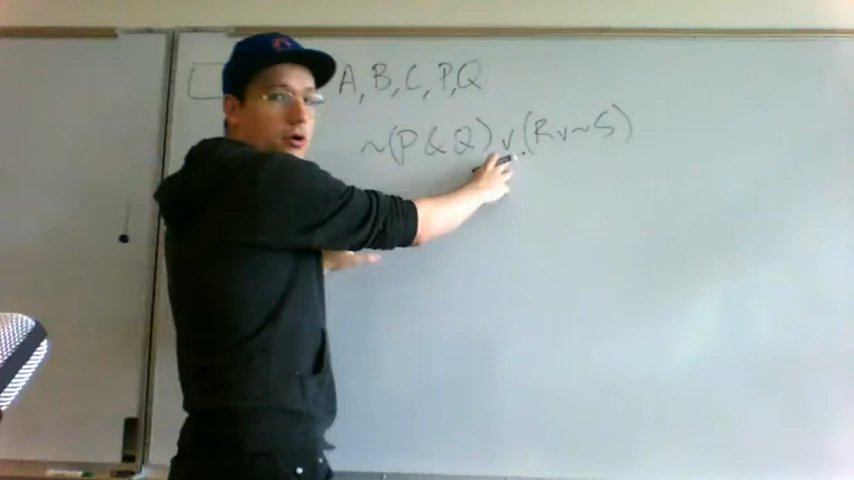 A, B, C, P, Q
~(P & Q) v (R v ~ S)